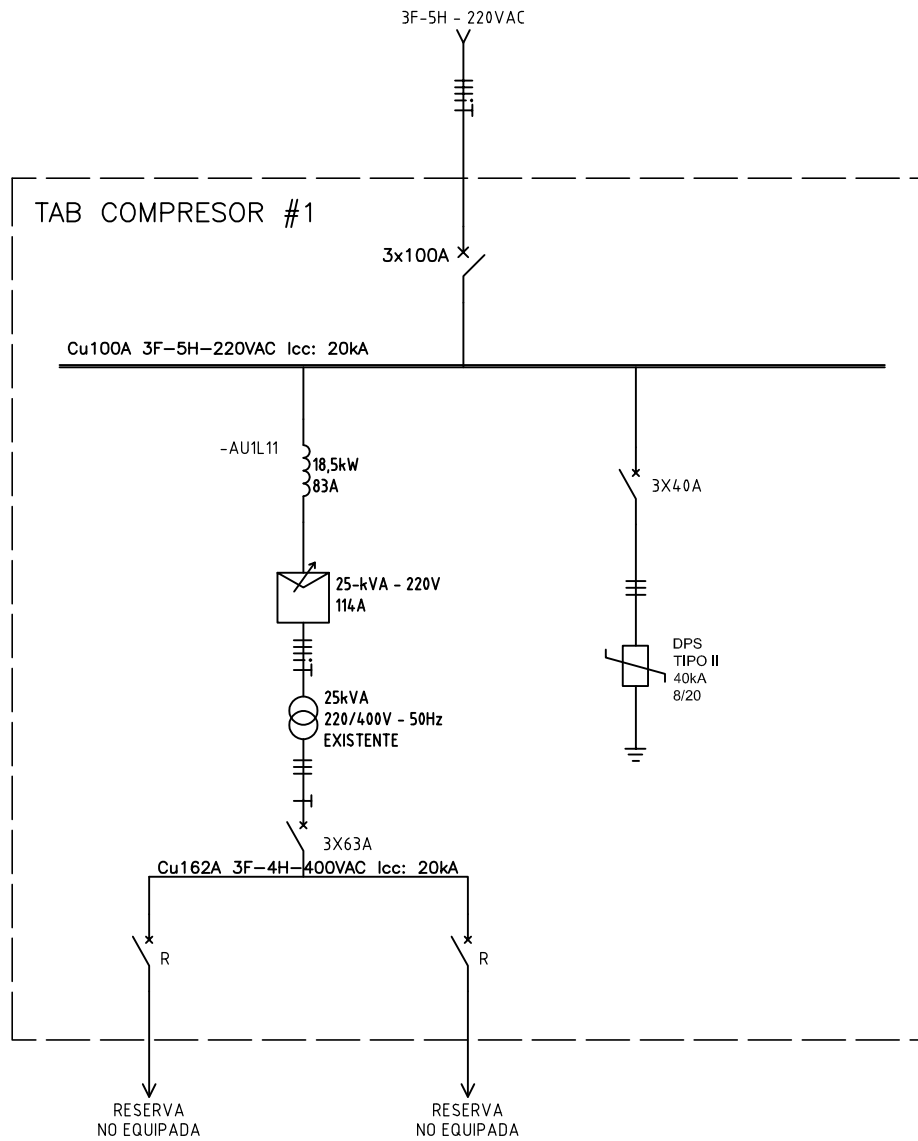 3F-5H - 220VAC
TAB COMPRESOR #1
3x100A
Cu100A 3F-5H-220VAC Icc: 20kA
-AU1L11
18,5kW
83A
3X40A
25-kVA - 220V
114A
DPS
TIPO II
40kA
8/20
25kVA
220/400V - 50Hz
EXISTENTE
3X63A
Cu162A 3F-4H-400VAC Icc: 20kA
R
R
RESERVA
NO EQUIPADA
RESERVA
NO EQUIPADA